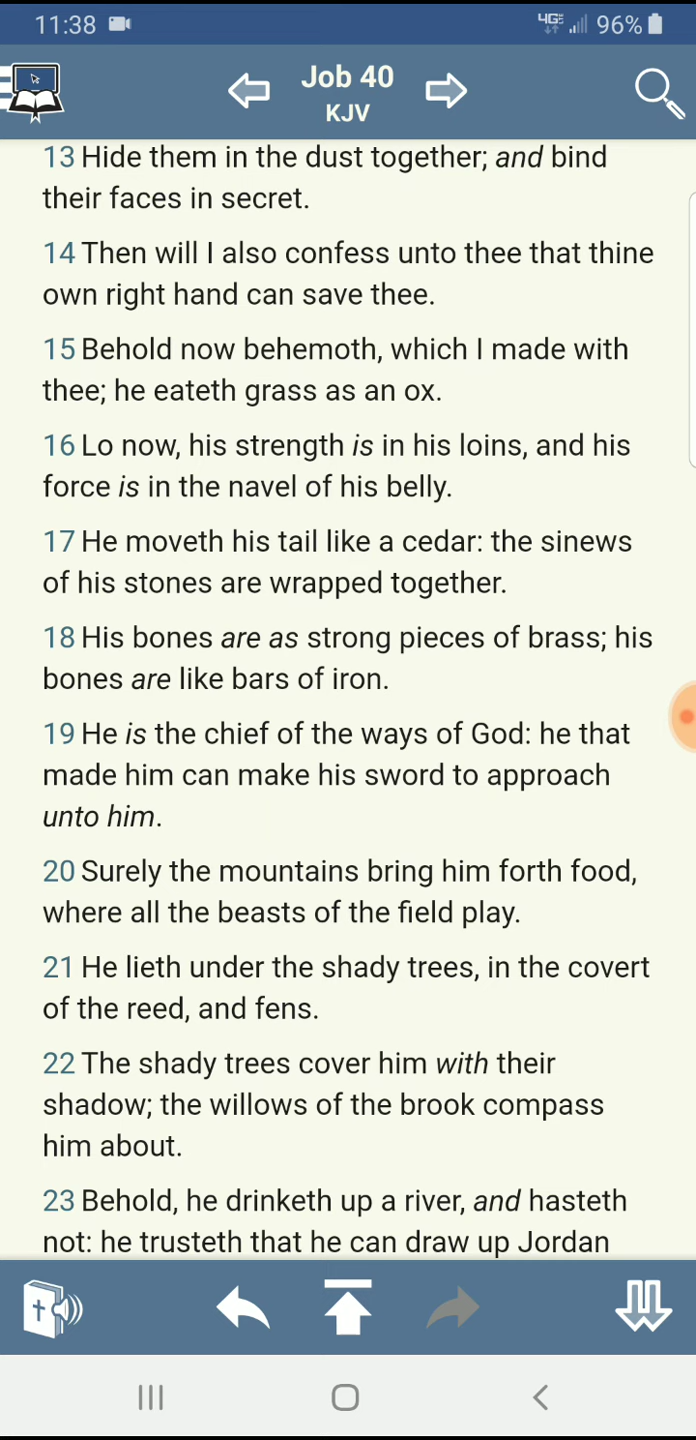 11:38 4GE 96%
Job 40
KJV
13 Hide them in the dust together; and bind
their faces in secret.
14 Then will I also confess unto thee that thine
own right hand can save thee.
15 Behold now behemoth, which I made with
thee; he eateth grass as an ox.
16 Lo now, his strength is in his loins, and his
force is in the navel of his belly.
17 He moveth his tail like a cedar: the sinews
of his stones are wrapped together.
18 His bones are as strong pieces of brass; his
bones are like bars of iron.
19 He is the chief of the ways of God: he that
made him can make his sword to approach
unto him.
20 Surely the mountains bring him forth food,
where all the beasts of the field play.
21 He lieth under the shady trees, in the covert
of the reed, and fens.
22 The shady trees cover him with their
shadow; the willows of the brook compass
him about.
23 Behold, he drinketh up a river, and hasteth
not: he trusteth that he can draw up Jordan